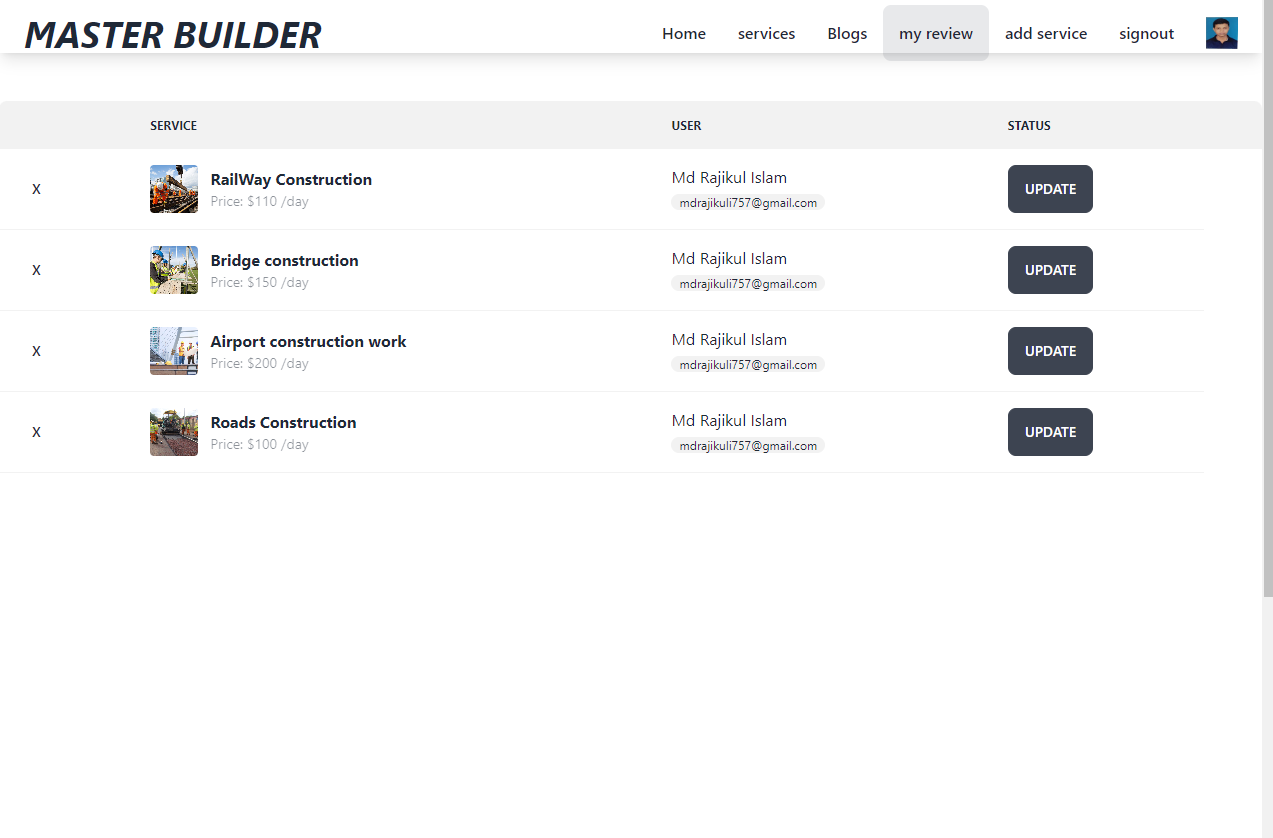 MASTER BUILDER
Home services Blogs my review add service signout
SERVICE USER STATUS
X RailWay Construction Md Rajikul Islam UPDATE
Price: $110 /day mdrajikuli757@gmail.com
X Bridge construction Md Rajikul Islam UPDATE
Price: $150 /day mdrajikuli757@gmail.com
X Airport construction work Md Rajikul Islam UPDATE
Price: $200 /day mdrajikuli757@gmail.com
X Roads Construction Md Rajikul Islam UPDATE
Price: $100 /day mdrajikuli757@gmail.com